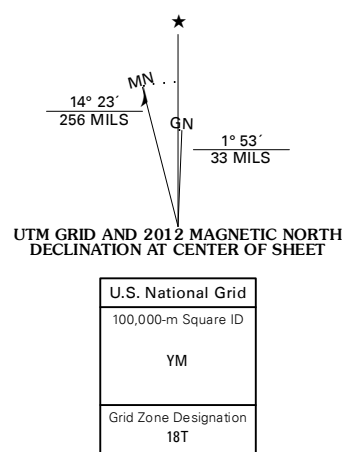 MN
14° 23´
256 MILS
GN
1° 53´
33 MILS
UTM GRID AND 2012 MAGNETIC NORTH
DECLINATION AT CENTER OF SHEET
U.S. National Grid
100,000-m Square ID
YM
Grid Zone Designation
18T